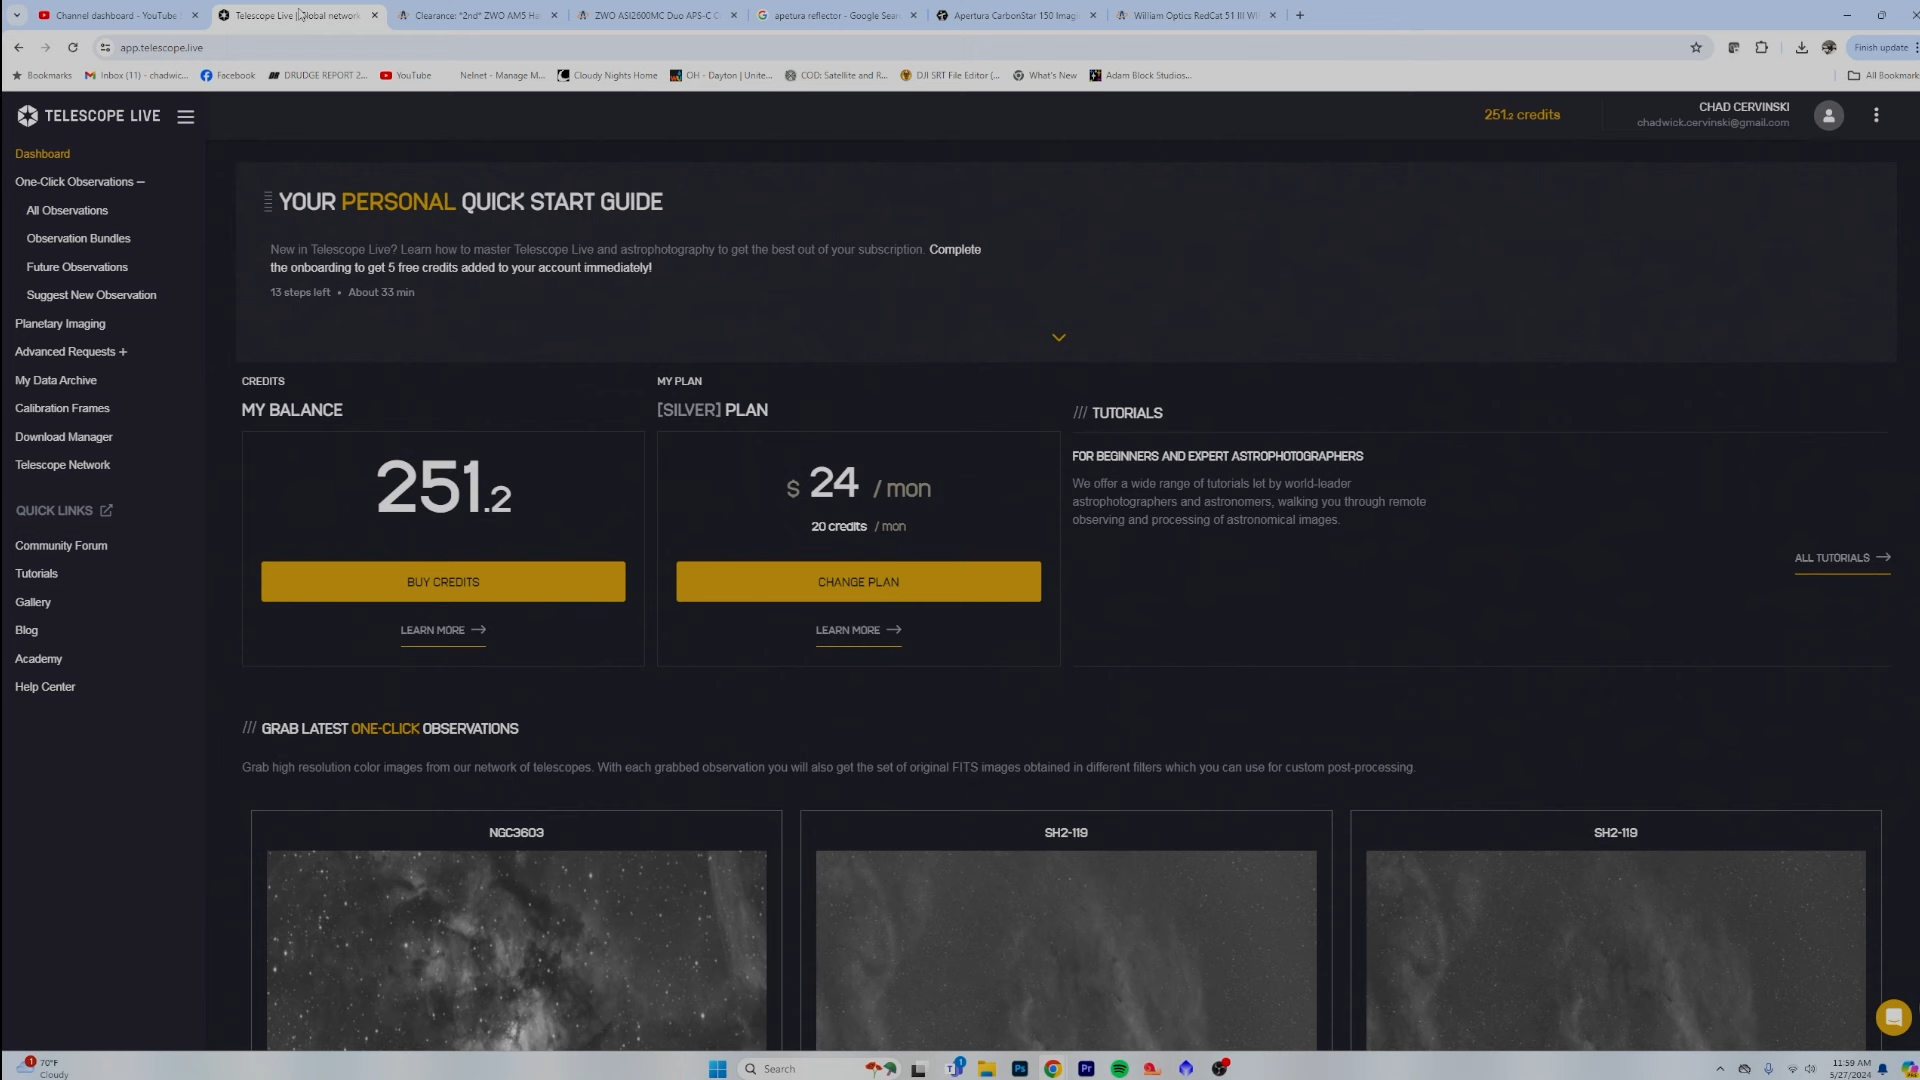 Channel dashboard - YouTube
Telescope Live | Global network
Clearance: *2nd* ZWO AM5 Ha
ZWO ASI2600MC Duo APS-C C
apetura reflector - Google Sear
Apertura CarbonStar 150 Imag
William Optics RedCat 51 III WI
app.telescope.live
Finish update
Bookmarks
Inbox (11) - chadwic...
Facebook
DRUDGE REPORT 2...
YouTube
Nelnet - Manage M...
Cloudy Nights Home
OH - Dayton | Unite...
COD: Satellite and R...
DJI SRT File Editor (...
What's New
Adam Block Studios...
All Bookmark
TELESCOPE LIVE
251.2 credits
CHAD CERVINSKI
chadwick.cervinski@gmail.com
Dashboard
One-Click Observations –
All Observations
Observation Bundles
Future Observations
Suggest New Observation
Planetary Imaging
Advanced Requests +
My Data Archive
Calibration Frames
Download Manager
Telescope Network
QUICK LINKS
Community Forum
Tutorials
Gallery
Blog
Academy
Help Center
YOUR PERSONAL QUICK START GUIDE
New in Telescope Live? Learn how to master Telescope Live and astrophotography to get the best out of your subscription. Complete
the onboarding to get 5 free credits added to your account immediately!
13 steps left • About 33 min
CREDITS
MY BALANCE
251.2
BUY CREDITS
LEARN MORE
MY PLAN
[SILVER] PLAN
$ 24 / mon
20 credits / mon
CHANGE PLAN
LEARN MORE
/// TUTORIALS
FOR BEGINNERS AND EXPERT ASTROPHOTOGRAPHERS
We offer a wide range of tutorials let by world-leader
astrophotographers and astronomers, walking you through remote
observing and processing of astronomical images.
ALL TUTORIALS
/// GRAB LATEST ONE-CLICK OBSERVATIONS
Grab high resolution color images from our network of telescopes. With each grabbed observation you will also get the set of original FITS images obtained in different filters which you can use for custom post-processing.
NGC3603
SH2-119
SH2-119
1
70°F
Cloudy
Search
1
Ps
Pr
11:59 AM
5/27/2024